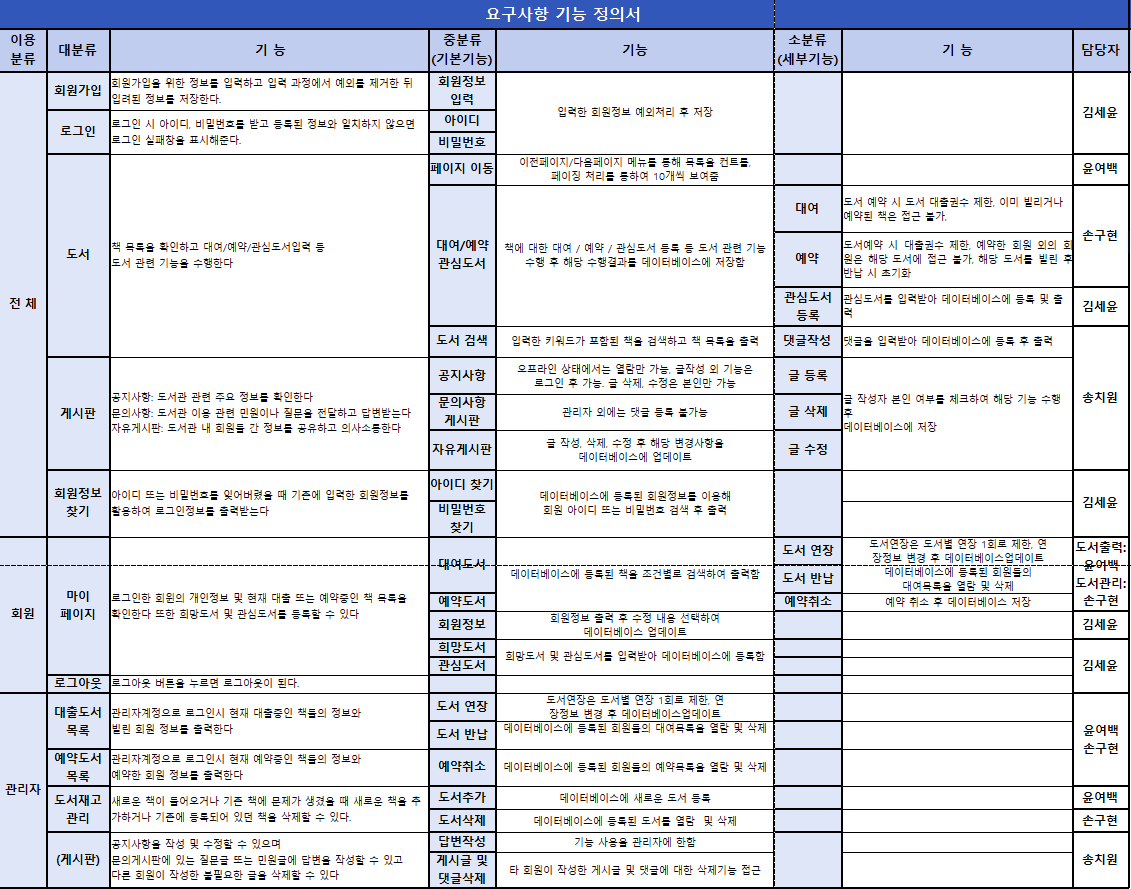 요구사항 기능 정의서
이용
분류
대분류
기 능
중분류
(기본기능)
기능
소분류
(세부기능)
기 능
담당자
전 체
회원가입
회원가입을 위한 정보를 입력하고 입력 과정에서 예외를 제거한 뒤
입려된 정보를 저장한다.
회원정보
입력
입력한 회원정보 예외처리 후 저장
김세윤
로그인
로그인 시 아이디, 비밀번호를 받고 등록된 정보와 일치하지 않으면
로그인 실패창을 표시해준다.
아이디
비밀번호
도서
책 목록을 확인하고 대여/예약/관심도서입력 등
도서 관련 기능을 수행한다
페이지 이동
이전페이지/다음페이지 메뉴를 통해 목록을 컨트롤,
페이징 처리를 통하여 10개씩 보여줌
윤여백
대여/예약
관심도서
책에 대한 대여 / 예약 / 관심도서 등록 등 도서 관련 기능
수행 후 해당 수행결과를 데이터베이스에 저장함
대여
도서 예약 시 도서 대출권수 제한, 이미 빌리거나
예약된 책은 접근 불가,
손구현
예약
도서예약 시 대출권수 제한, 예약한 회원 외의 회
원은 해당 도서에 접근 불가, 해당 도서를 빌린 후
반납 시 초기화
관심도서
등록
관심도서를 입력받아 데이터베이스에 등록 및 출
력
김세윤
도서 검색
입력한 키워드가 포함된 책을 검색하고 책 목록을 출력
댓글작성
댓글을 입력받아 데이터베이스에 등록 후 출력
송치원
게시판
공지사항: 도서관 관련 주요 정보를 확인한다
문의사항: 도서관 이용 관련 민원이나 질문을 전달하고 답변받는다
자유게시판: 도서관 내 회원들 간 정보를 공유하고 의사소통한다
공지사항
오프라인 상태에서는 열람만 가능, 글작성 외 기능은
로그인 후 가능. 글 삭제, 수정은 본인만 가능
글 등록
글 작성자 본인 여부를 체크하여 해당 기능 수행
후
데이터베이스에 저장
문의사항
게시판
관리자 외에는 댓글 등록 불가능
글 삭제
자유게시판
글 작성, 삭제, 수정 후 해당 변경사항을
데이터베이스에 업데이트
글 수정
회원정보
찾기
아이디 또는 비밀번호를 잊어버렸을 때 기존에 입력한 회원정보를
활용하여 로그인정보를 출력받는다
아이디 찾기
비밀번호
찾기
데이터베이스에 등록된 회원정보를 이용해
회원 아이디 또는 비밀번호 검색 후 출력
김세윤
회원
마이
페이지
로그인한 회원의 개인정보 및 현재 대출 또는 예약중인 책 목록을
확인한다 또한 희망도서 및 관심도서를 등록할 수 있다
대여도서
데이터베이스에 등록된 책을 조건별로 검색하여 출력함
도서 연장
도서연장은 도서별 연장 1회로 제한, 연
장정보 변경 후 데이터베이스업데이트
도서출력:
윤여백
도서관리:
손구현
도서 반납
데이터베이스에 등록된 회원들의
대여목록을 열람 및 삭제
예약도서
예약취소
예약 취소 후 데이터베이스 저장
회원정보
회원정보 출력 후 수정 내용 선택하여
데이터베이스 업데이트
김세윤
희망도서
관심도서
희망도서 및 관심도서를 입력받아 데이터베이스에 등록함
김세윤
로그아웃
로그아웃 버튼을 누르면 로그아웃이 된다.
관리자
대출도서
목록
관리자계정으로 로그인시 현재 대출중인 책들의 정보와
빌린 회원 정보를 출력한다
도서 연장
도서연장은 도서별 연장 1회로 제한, 연
장정보 변경 후 데이터베이스업데이트
도서 반납
데이터베이스에 등록된 회원들의 대여목록을 열람 및 삭제
윤여백
손구현
예약도서
목록
관리자계정으로 로그인시 현재 예약중인 책들의 정보와
예약한 회원 정보를 출력한다
예약취소
데이터베이스에 등록된 회원들의 예약목록을 열람 및 삭제
도서재고
관리
새로운 책이 들어오거나 기존 책에 문제가 생겼을 때 새로운 책을 추
가하거나 기존에 등록되어 있던 책을 삭제할 수 있다.
도서추가
데이터베이스에 새로운 도서 등록
윤여백
도서삭제
데이터베이스에 등록된 도서를 열람 및 삭제
손구현
(게시판)
공지사항을 작성 및 수정할 수 있으며
문의게시판에 있는 질문글 또는 민원글에 답변을 작성할 수 있고
다른 회원이 작성한 불필요한 글을 삭제할 수 있다
답변작성
기능 사용을 관리자에 한함
게시글 및
댓글삭제
타 회원이 작성한 게시글 및 댓글에 대한 삭제기능 접근
송치원